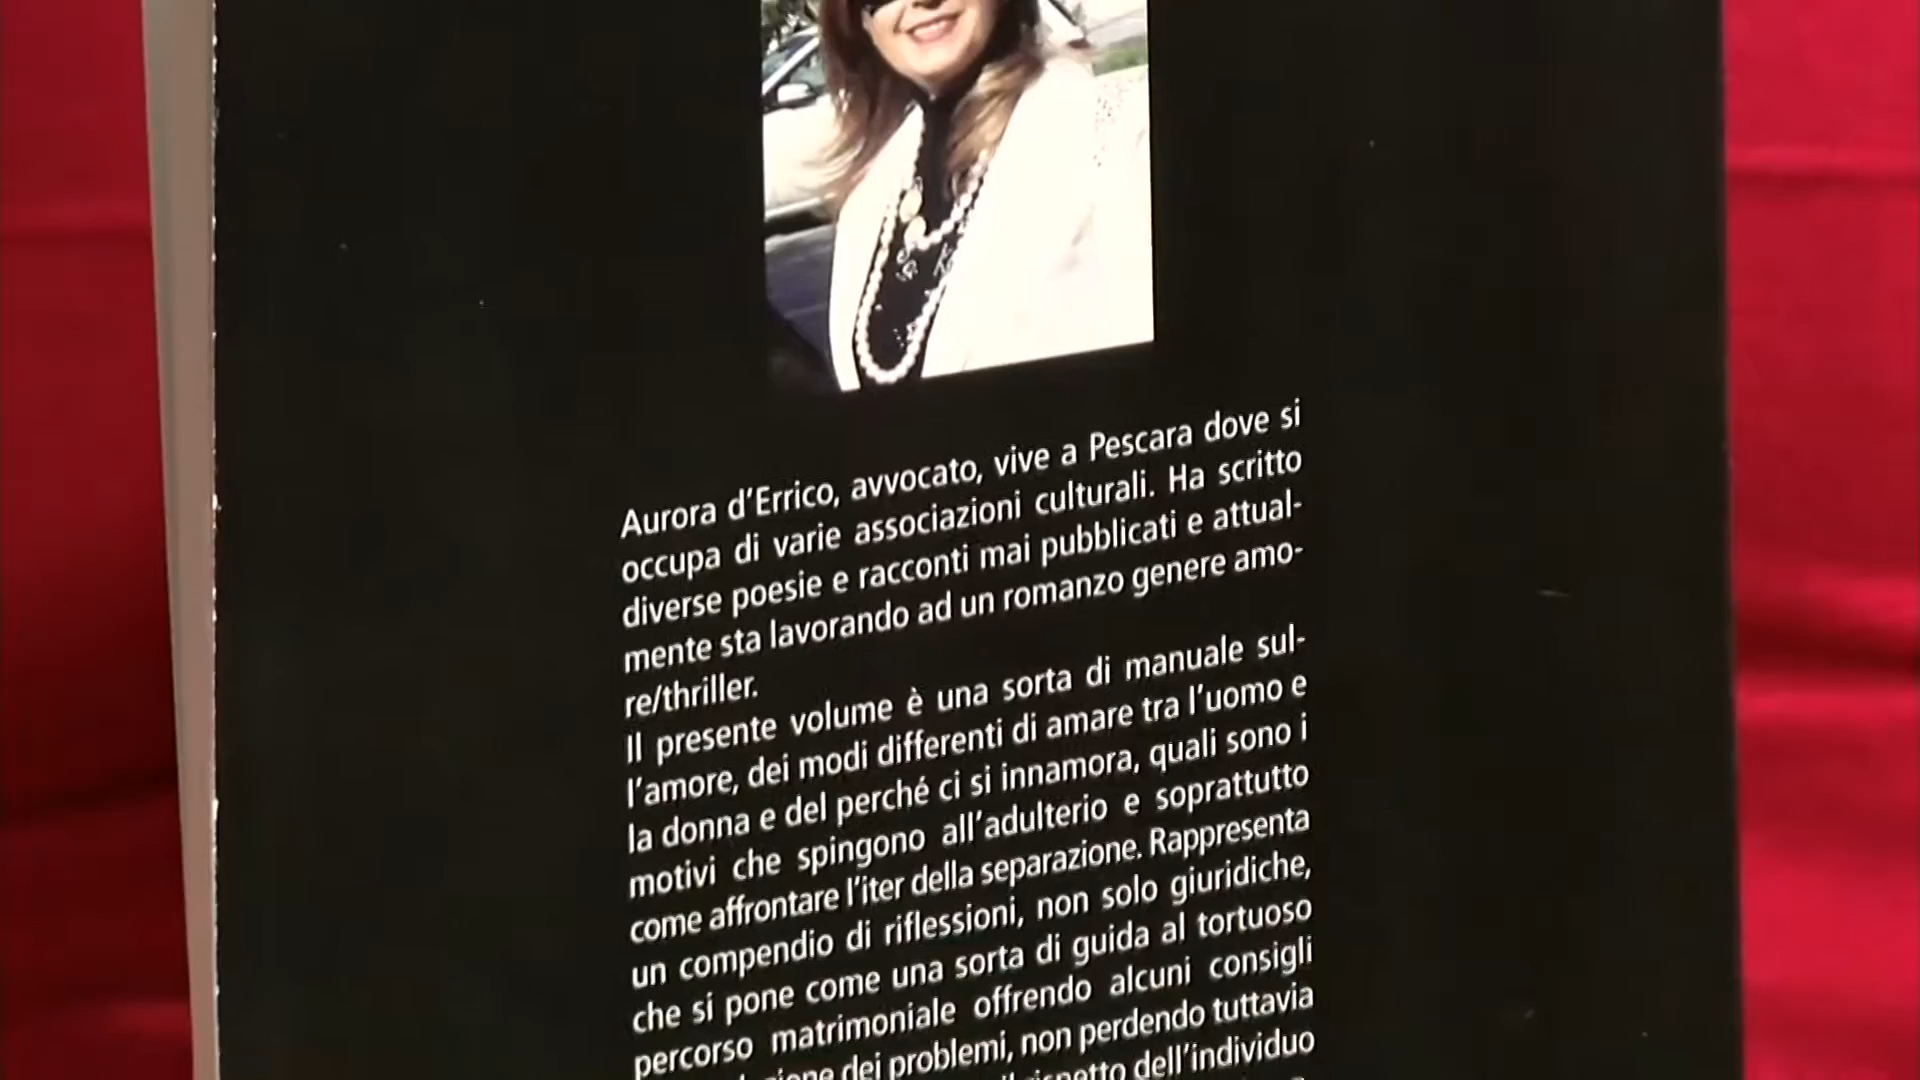 Aurora d'Errico, avvocato, vive a Pescara dove si
occupa di varie associazioni culturali. Ha scritto
diverse poesie e racconti mai pubblicati e attual-
mente sta lavorando ad un romanzo genere amo-
re/thriller.
Il presente volume è una sorta di manuale sul-
l'amore, dei modi differenti di amare tra l'uomo e
la donna e del perché ci si innamora, quali sono i
motivi che spingono all'adulterio e soprattutto
come affrontare l'iter della separazione. Rappresenta
un compendio di riflessioni, non solo giuridiche,
che si pone come una sorta di guida al tortuoso
percorso matrimoniale offrendo alcuni consigli
dei problemi, non perdendo tuttavia
rispetto dell'individuo